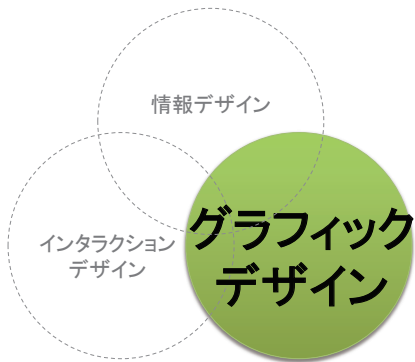 情報デザイン
インタラクション
デザイン
グラフィック
デザイン